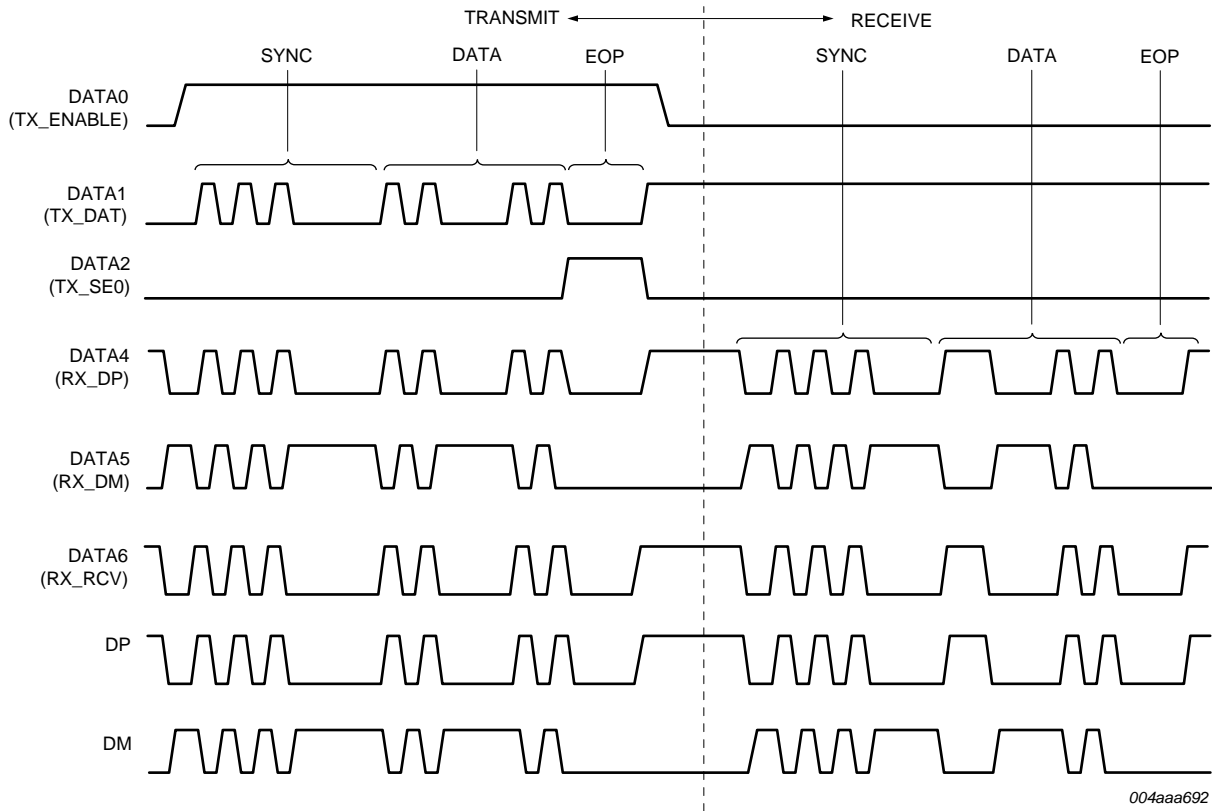 TRANSMIT
RECEIVE
SYNC
DATA
EOP
SYNC
DATA
EOP
DATA0
(TX_ENABLE)
DATA1
(TX_DAT)
DATA2
(TX_SE0)
DATA4
(RX_DP)
DATA5
(RX_DM)
DATA6
(RX_RCV)
DP
DM
004aaa692